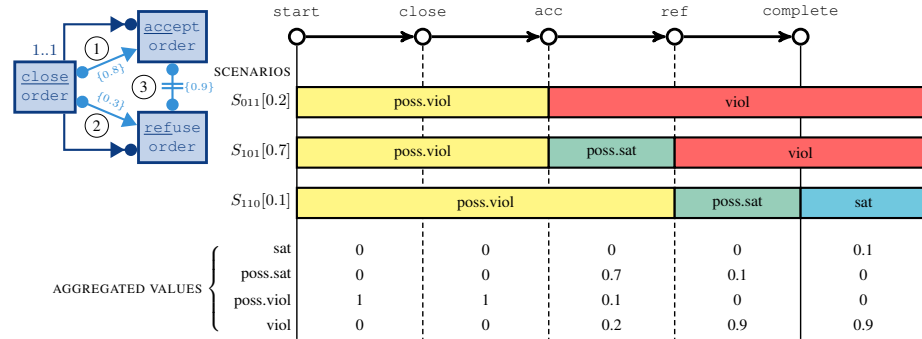 start close acc ref complete
1..1
accept
order
1
{0.8}
close
order
3
{0.9}
{0.3}
2
refuse
order
SCENARIOS
S011[0.2] poss.viol viol
S101[0.7] poss.viol poss.sat viol
S110[0.1] poss.viol poss.sat sat
AGGREGATED VALUES
sat 0 0 0 0 0.1
poss.sat 0 0 0.7 0.1 0
poss.viol 1 1 0.1 0 0
viol 0 0 0.2 0.9 0.9